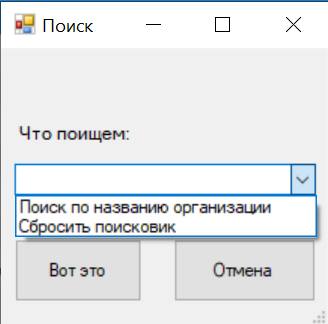 Поиск
Что поищем:
Поиск по названию организации
Сбросить поисковик
Вот это
Отмена